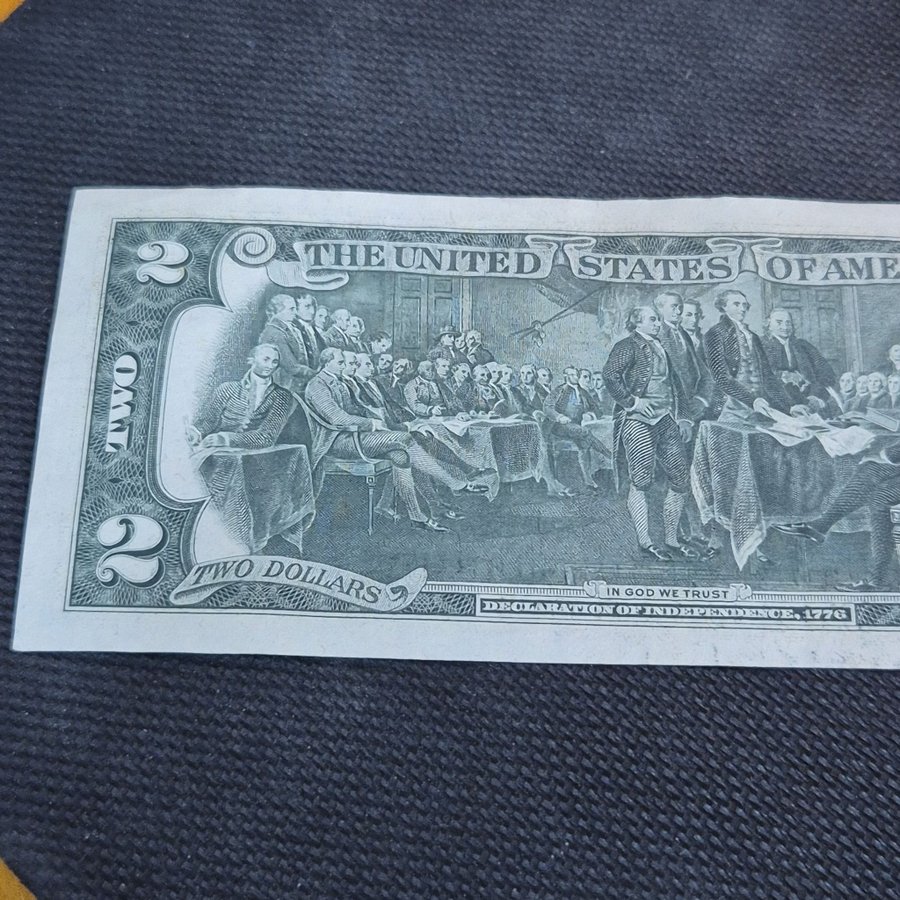 2
THE UNITED STATES OF AME
TWO
2
TWO DOLLARS
IN GOD WE TRUST
DECLARATION OF INDEPENDENCE, 1776